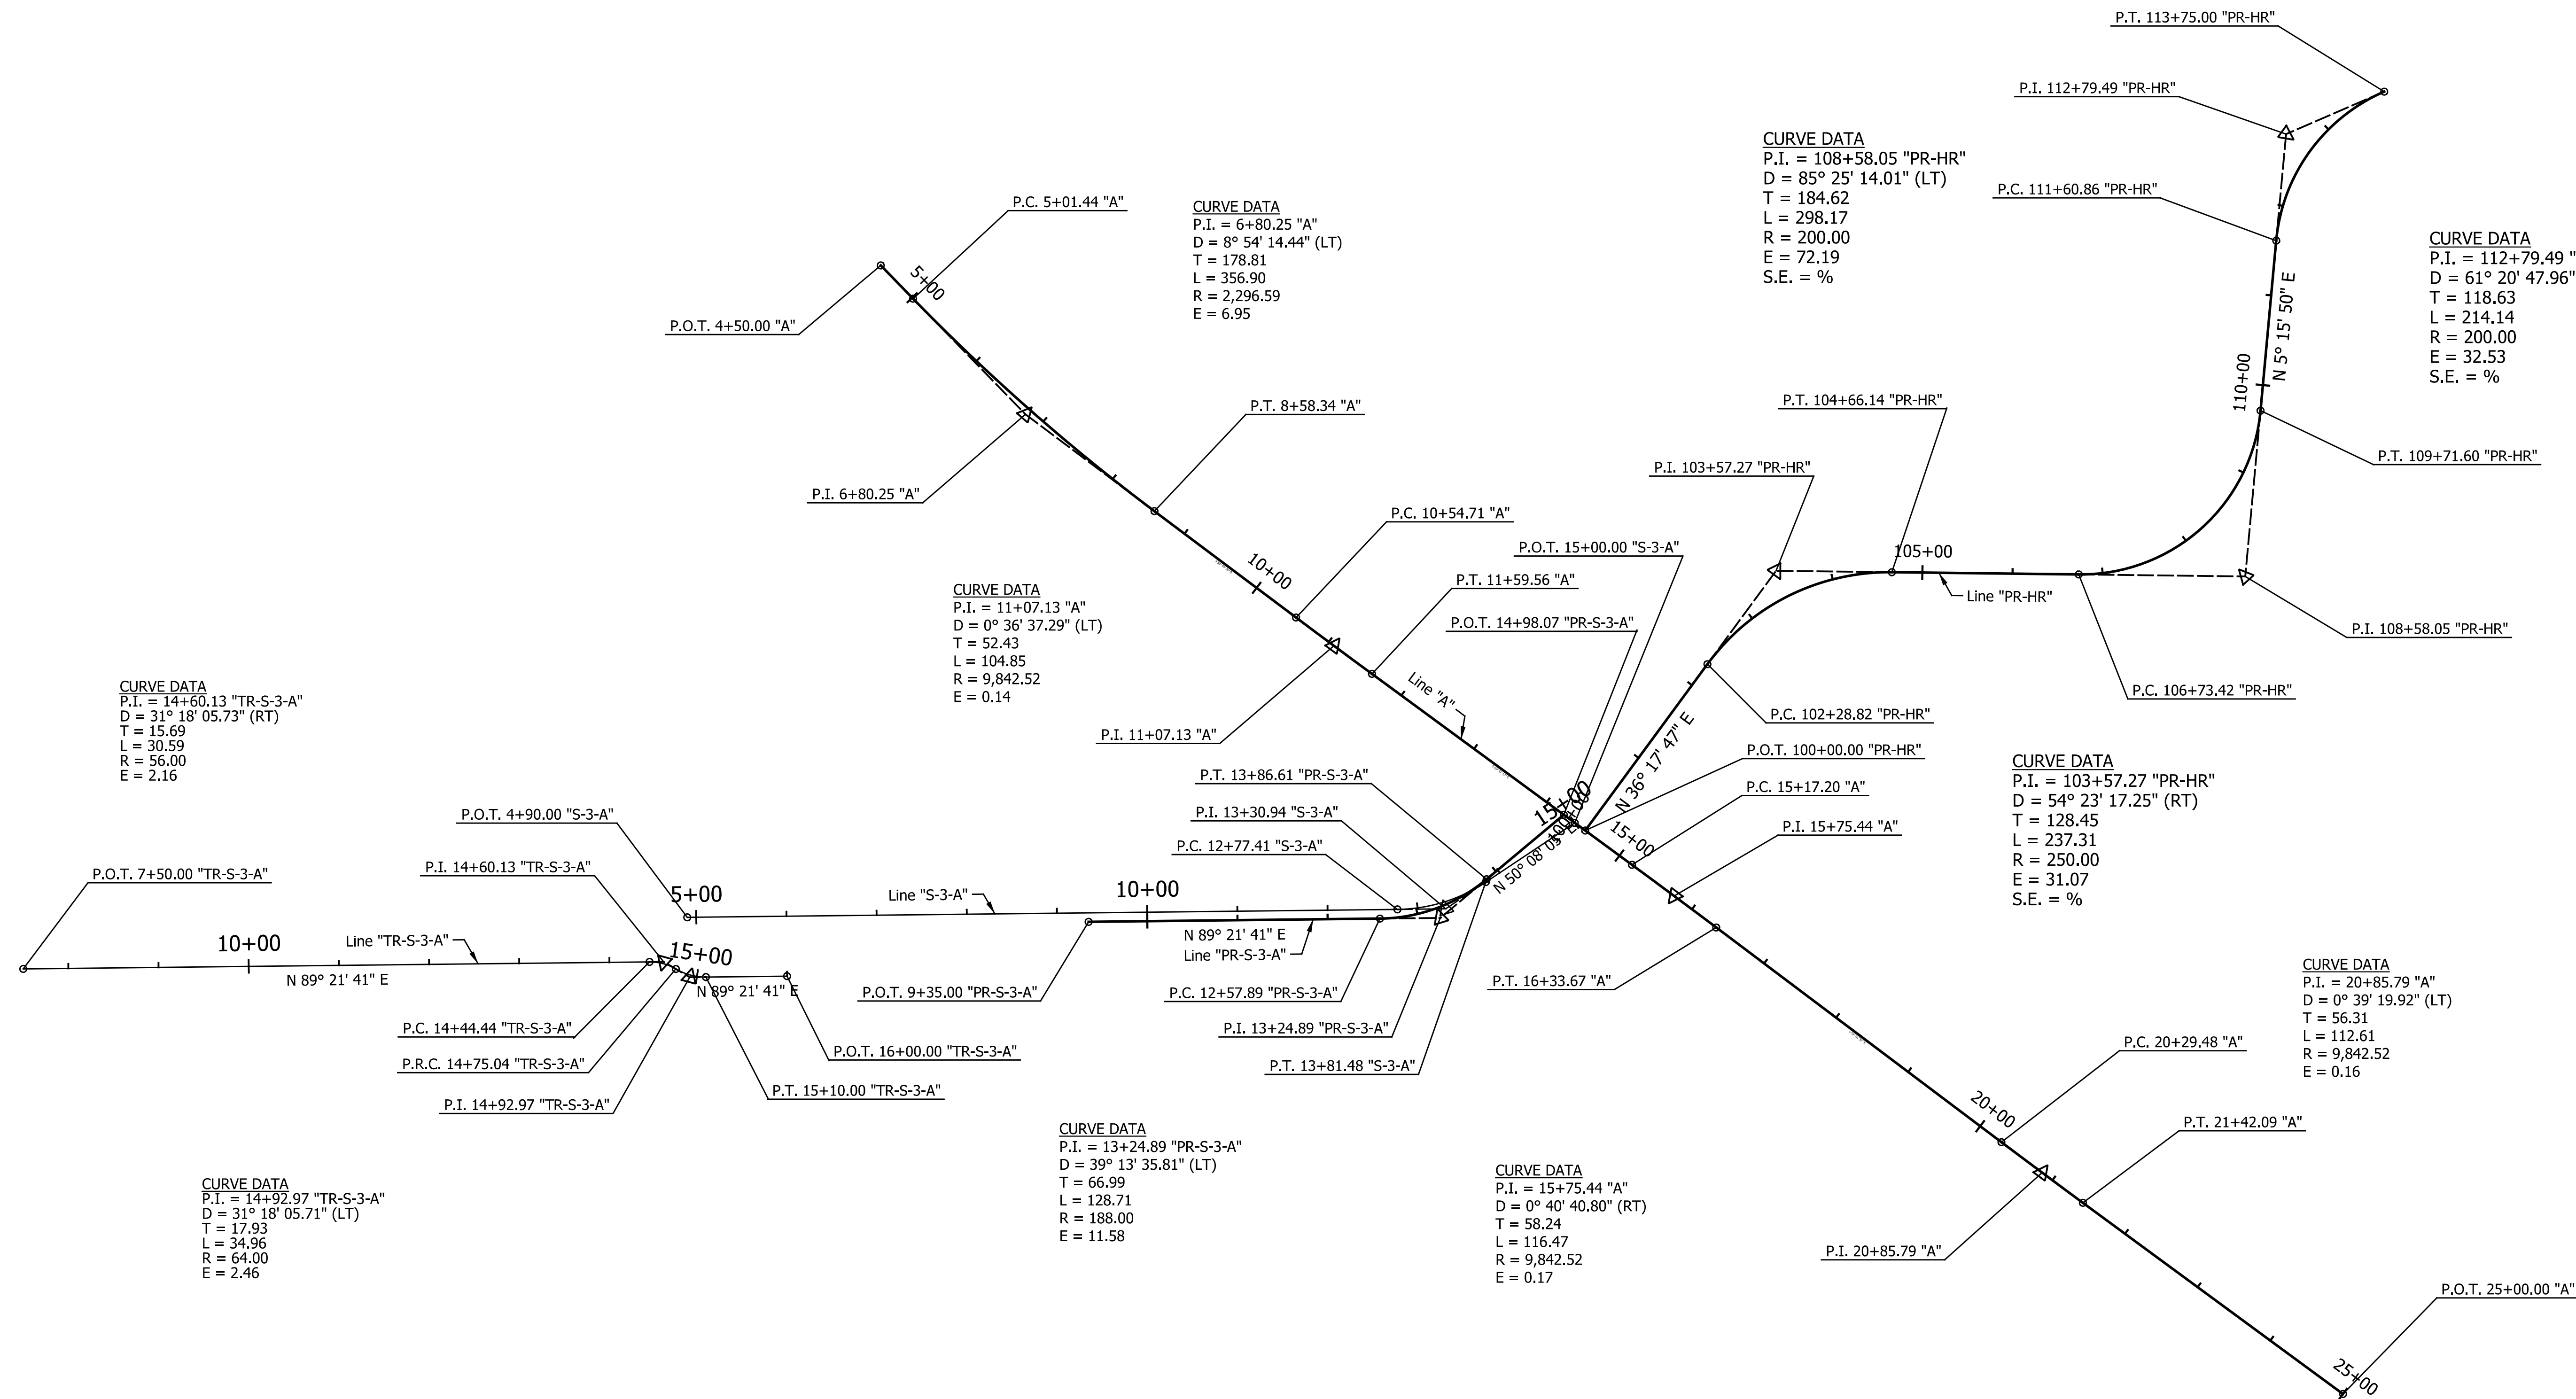 P.T. 113+75.00 "PR-HR"
P.I. 112+79.49 "PR-HR"
CURVE DATA
P.I. = 108+58.05 "PR-HR"
D = 85° 25' 14.01" (LT)
T = 184.62
L = 298.17
R = 200.00
E = 72.19
S.E. = %
P.C. 111+60.86 "PR-HR"
P.C. 5+01.44 "A"
CURVE DATA
P.I. = 6+80.25 "A"
D = 8° 54' 14.44" (LT)
T = 178.81
L = 356.90
R = 2,296.59
E = 6.95
CURVE DATA
P.I. = 112+79.49 "
D = 61° 20' 47.96"
T = 118.63
L = 214.14
R = 200.00
E = 32.53
S.E. = %
5+00
P.O.T. 4+50.00 "A"
N 5° 15' 50" E
110+00
P.T. 8+58.34 "A"
P.T. 104+66.14 "PR-HR"
P.I. 6+80.25 "A"
P.I. 103+57.27 "PR-HR"
P.T. 109+71.60 "PR-HR"
P.C. 10+54.71 "A"
P.O.T. 15+00.00 "S-3-A"
105+00
10+00
P.T. 11+59.56 "A"
Line "PR-HR"
CURVE DATA
P.I. = 11+07.13 "A"
D = 0° 36' 37.29" (LT)
T = 52.43
L = 104.85
R = 9,842.52
E = 0.14
P.O.T. 14+98.07 "PR-S-3-A"
P.I. 108+58.05 "PR-HR"
Line "A"
P.C. 106+73.42 "PR-HR"
P.C. 102+28.82 "PR-HR"
P.I. 11+07.13 "A"
CURVE DATA
P.I. = 14+60.13 "TR-S-3-A"
D = 31° 18' 05.73" (RT)
T = 15.69
L = 30.59
R = 56.00
E = 2.16
N 36° 17' 47" E
P.O.T. 100+00.00 "PR-HR"
P.T. 13+86.61 "PR-S-3-A"
P.C. 15+17.20 "A"
CURVE DATA
P.I. = 103+57.27 "PR-HR"
D = 54° 23' 17.25" (RT)
T = 128.45
L = 237.31
R = 250.00
E = 31.07
S.E. = %
15+00
P.I. 13+30.94 "S-3-A"
P.O.T. 4+90.00 "S-3-A"
P.I. 15+75.44 "A"
15+00
P.C. 12+77.41 "S-3-A"
N 50° 08' 05"
P.O.T. 7+50.00 "TR-S-3-A"
P.I. 14+60.13 "TR-S-3-A"
5+00
Line "S-3-A"
10+00
10+00
Line "TR-S-3-A"
N 89° 21' 41" E
15+00
N 89° 21' 41" E
N 89° 21' 41" E
Line "PR-S-3-A"
P.O.T. 9+35.00 "PR-S-3-A"
P.C. 12+57.89 "PR-S-3-A"
P.T. 16+33.67 "A"
CURVE DATA
P.I. = 20+85.79 "A"
D = 0° 39' 19.92" (LT)
T = 56.31
L = 112.61
R = 9,842.52
E = 0.16
P.C. 14+44.44 "TR-S-3-A"
P.I. 13+24.89 "PR-S-3-A"
P.O.T. 16+00.00 "TR-S-3-A"
P.C. 20+29.48 "A"
P.R.C. 14+75.04 "TR-S-3-A"
P.T. 13+81.48 "S-3-A"
P.T. 15+10.00 "TR-S-3-A"
P.I. 14+92.97 "TR-S-3-A"
20+00
P.T. 21+42.09 "A"
CURVE DATA
P.I. = 13+24.89 "PR-S-3-A"
D = 39° 13' 35.81" (LT)
T = 66.99
L = 128.71
R = 188.00
E = 11.58
CURVE DATA
P.I. = 15+75.44 "A"
D = 0° 40' 40.80" (RT)
T = 58.24
L = 116.47
R = 9,842.52
E = 0.17
CURVE DATA
P.I. = 14+92.97 "TR-S-3-A"
D = 31° 18' 05.71" (LT)
T = 17.93
L = 34.96
R = 64.00
E = 2.46
P.I. 20+85.79 "A"
P.O.T. 25+00.00 "A"
25+00